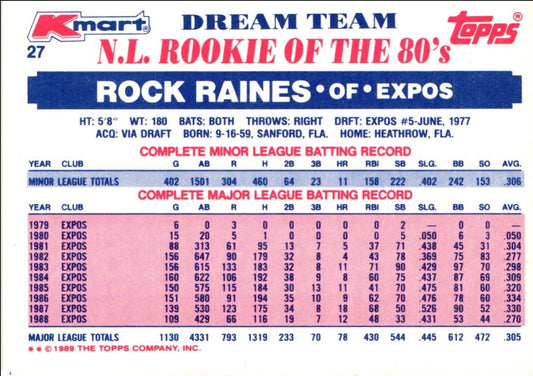 Kmart DREAM TEAM topps®
27 N.L. ROOKIE OF THE 80's
ROCK RAINES • OF • EXPOS
HT: 5'8" WT: 180 BATS: BOTH THROWS: RIGHT DRFT: EXPOS #5-JUNE, 1977
ACQ: VIA DRAFT BORN: 9-16-59, SANFORD, FLA. HOME: HEATHROW, FLA.
COMPLETE MINOR LEAGUE BATTING RECORD
YEAR CLUB G AB R H 2B 3B HR RBI SB SLG. BB SO AVG.
MINOR LEAGUE TOTALS 402 1501 304 460 64 23 11 158 222 .402 242 153 .306
COMPLETE MAJOR LEAGUE BATTING RECORD
YEAR CLUB G AB R H 2B 3B HR RBI SB SLG. BB SO AVG.
1979 EXPOS 6 0 3 — — — — — 2 — — — —
1980 EXPOS 15 20 5 1 0 0 0 0 5 .050 6 3 .050
1981 EXPOS 88 313 61 95 13 7 5 37 71 .438 45 31 .304
1982 EXPOS 156 647 90 179 32 8 4 43 78 .369 75 83 .277
1983 EXPOS 156 615 133 183 32 8 11 71 90 .429 97 70 .298
1984 EXPOS 160 622 106 192 38 9 8 60 75 .437 87 69 .309
1985 EXPOS 150 575 115 184 30 13 11 41 70 .475 81 60 .320
1986 EXPOS 151 580 91 194 35 10 9 62 70 .476 78 60 .334
1987 EXPOS 139 530 123 175 34 8 18 68 50 .526 90 52 .330
1988 EXPOS 109 429 66 116 19 7 12 48 33 .431 53 44 .270
MAJOR LEAGUE TOTALS 1130 4331 793 1319 233 70 78 430 544 .445 612 472 .305
** © 1989 THE TOPPS COMPANY, INC.